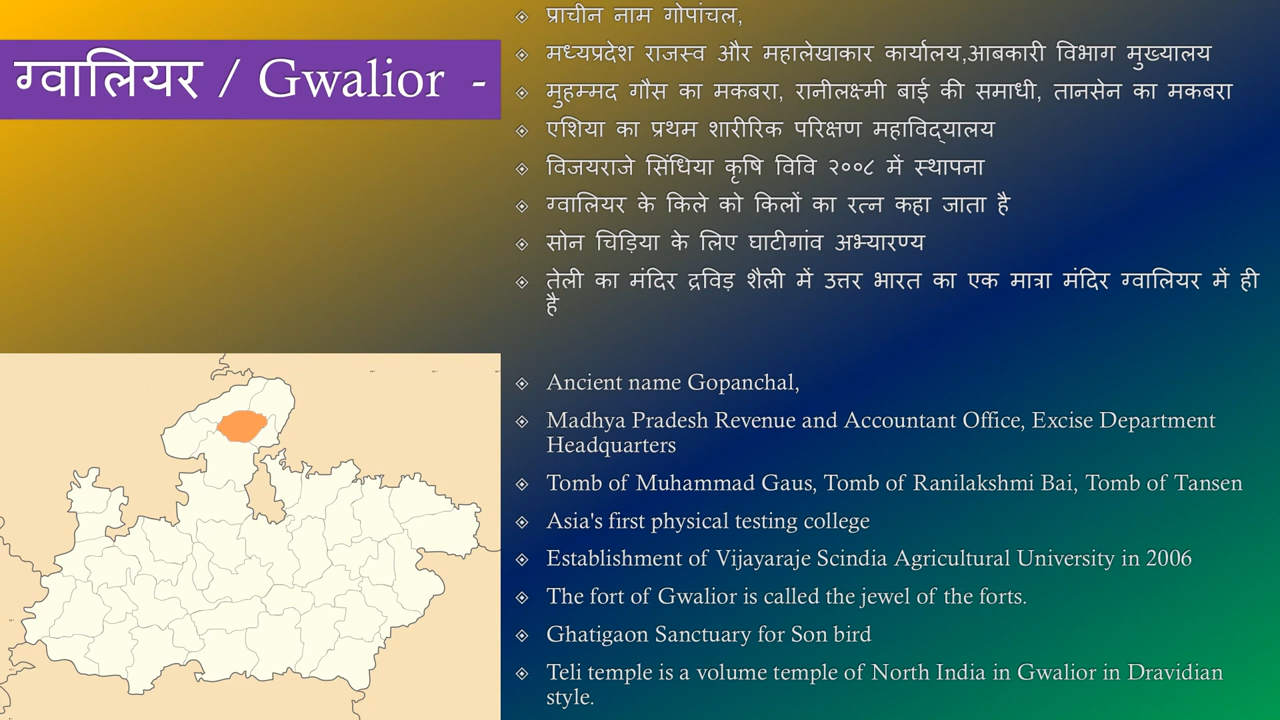 ग्वालियर / Gwalior -
प्राचीन नाम गोपांचल,
मध्यप्रदेश राजस्व और महालेखाकार कार्यालय,आबकारी विभाग मुख्यालय
मुहम्मद गौस का मकबरा, रानीलक्ष्मी बाई की समाधी, तानसेन का मकबरा
एशिया का प्रथम शारीरिक परिक्षण महाविद्यालय
विजयराजे सिंधिया कृषि विवि २००८ में स्थापना
ग्वालियर के किले को किलों का रत्न कहा जाता है
सोन चिड़िया के लिए घाटीगांव अभ्यारण्य
तेली का मंदिर द्रविड़ शैली में उत्तर भारत का एक मात्रा मंदिर ग्वालियर में ही
है
Ancient name Gopanchal,
Madhya Pradesh Revenue and Accountant Office, Excise Department
Headquarters
Tomb of Muhammad Gaus, Tomb of Ranilakshmi Bai, Tomb of Tansen
Asia's first physical testing college
Establishment of Vijayaraje Scindia Agricultural University in 2006
The fort of Gwalior is called the jewel of the forts.
Ghatigaon Sanctuary for Son bird
Teli temple is a volume temple of North India in Gwalior in Dravidian
style.